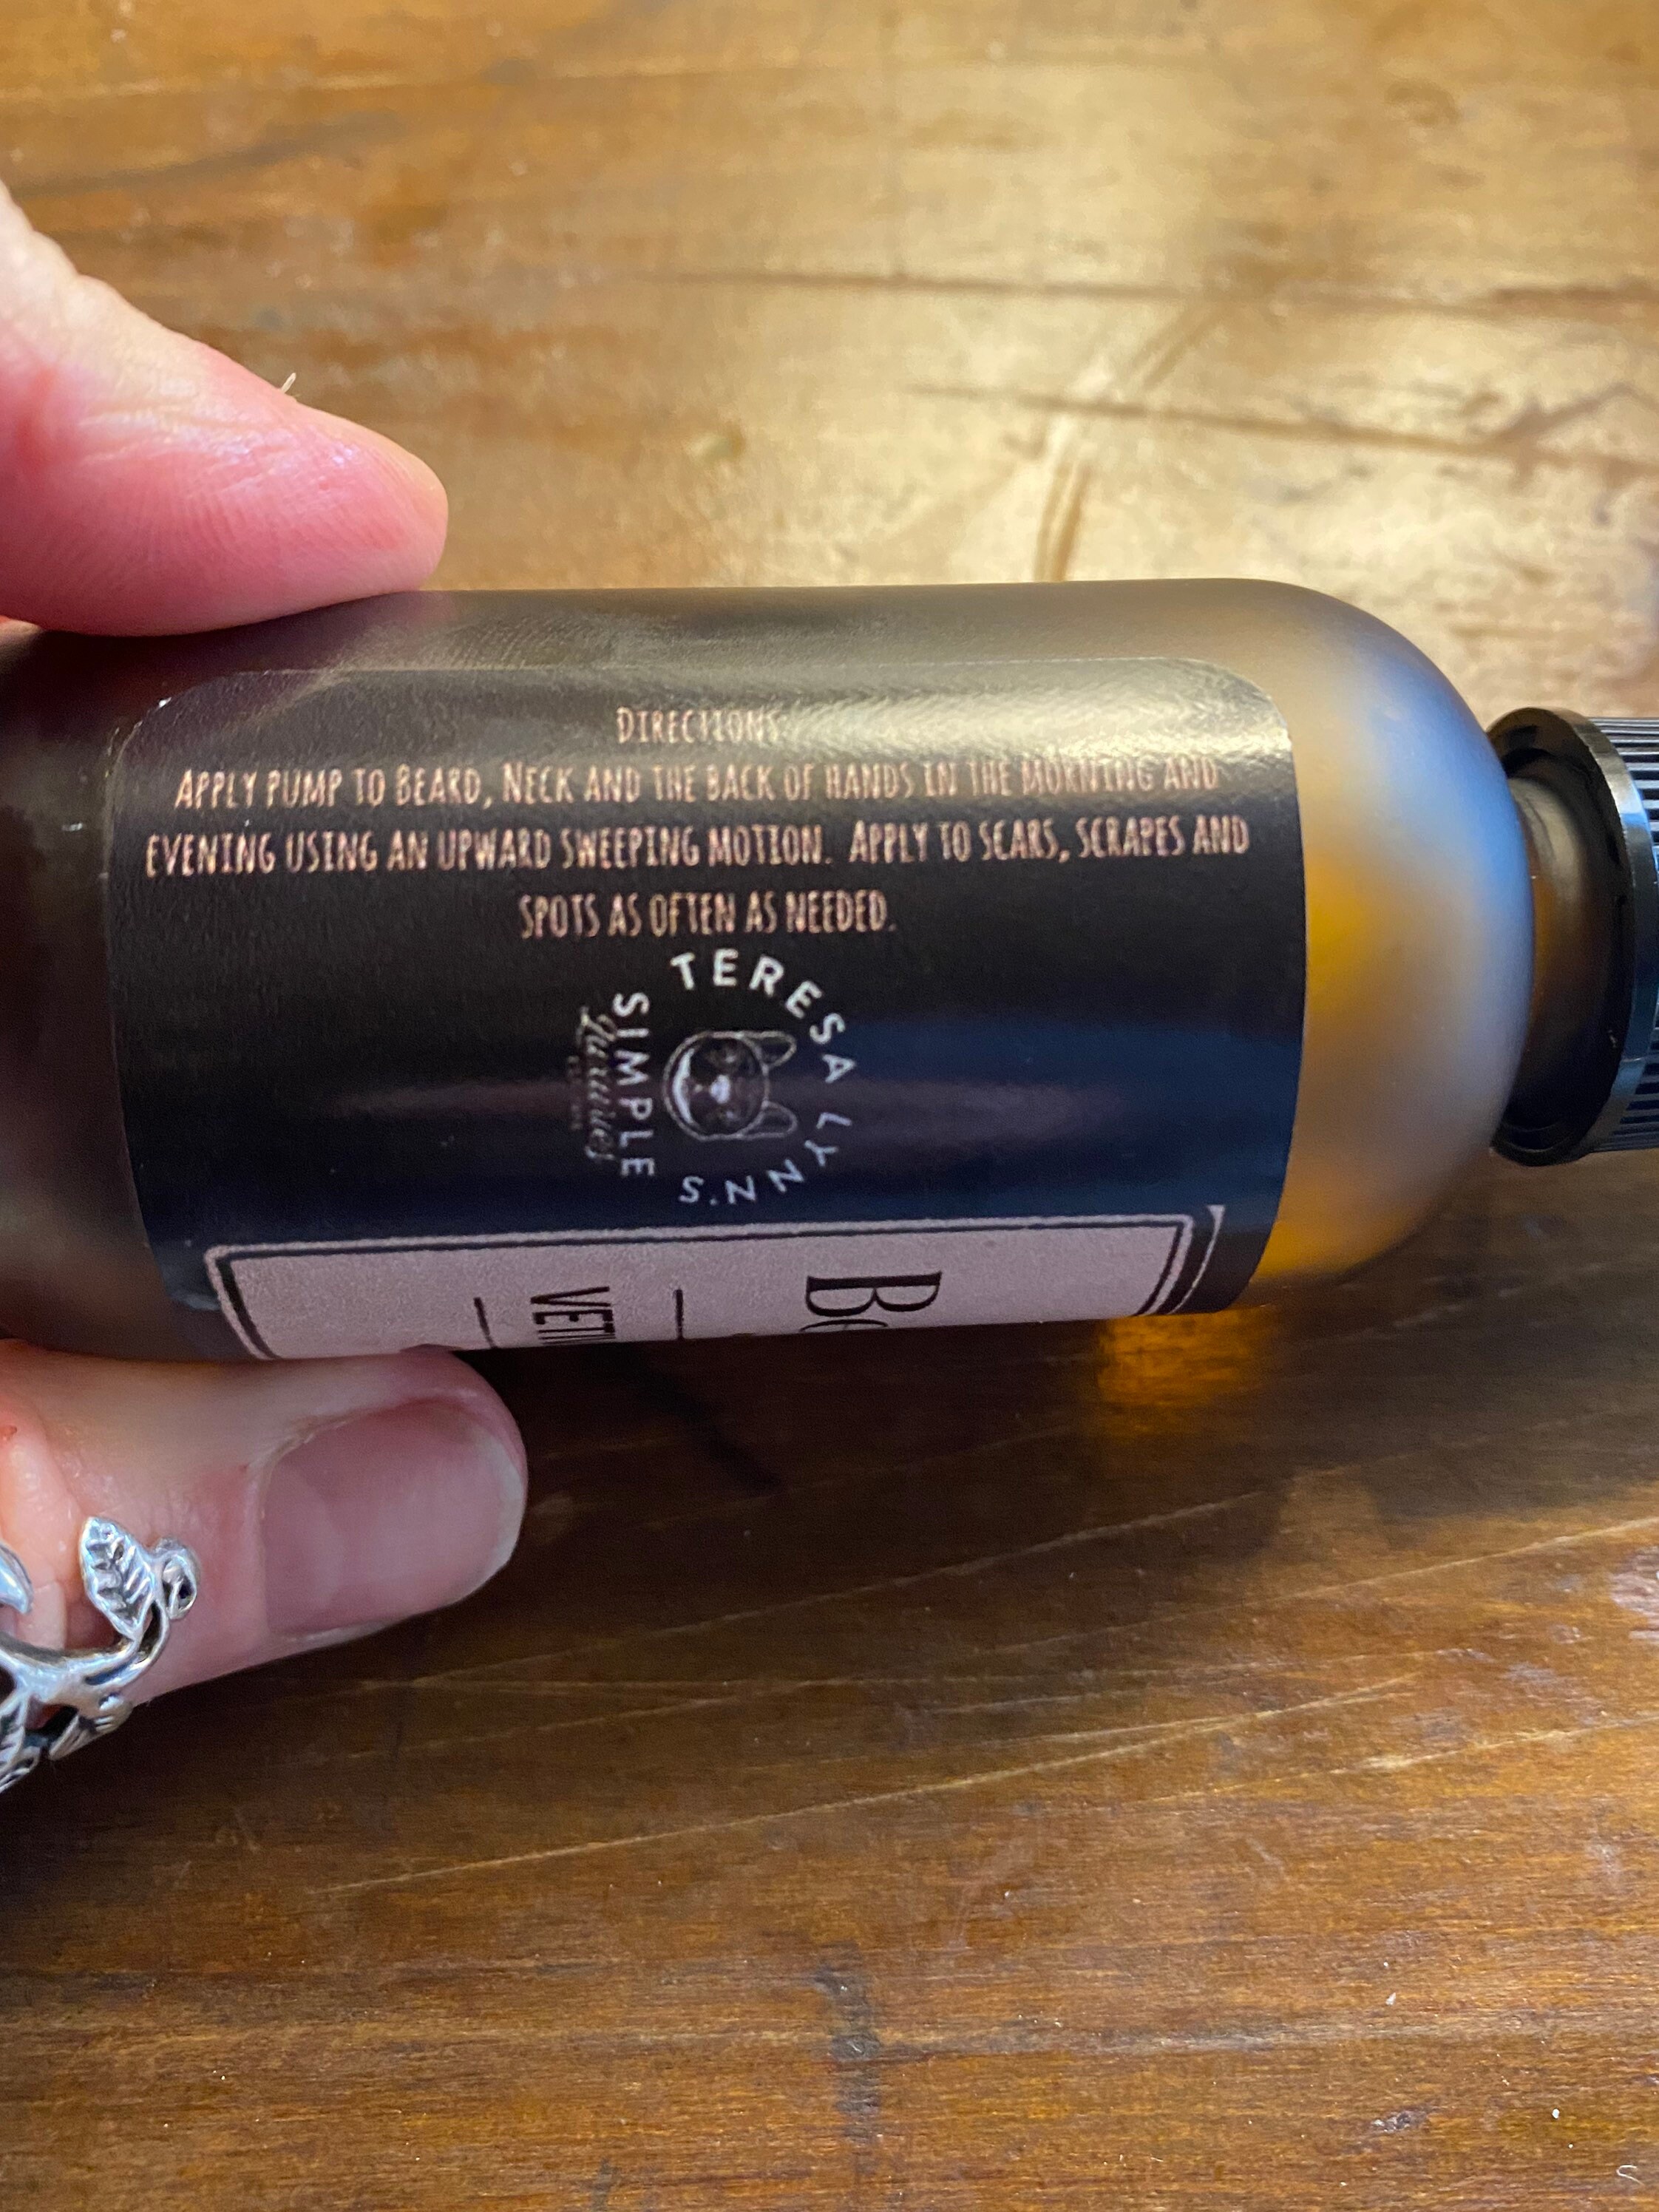 DIRECTIONS:
APPLY PUMP TO BEARD, NECK AND THE BACK OF HANDS IN THE MORNING AND
EVENING USING AN UPWARD SWEEPING MOTION. APPLY TO SCARS, SCRAPES AND
SPOTS AS OFTEN AS NEEDED.
TERESA LYNN'S
SIMPLE
Luxuries